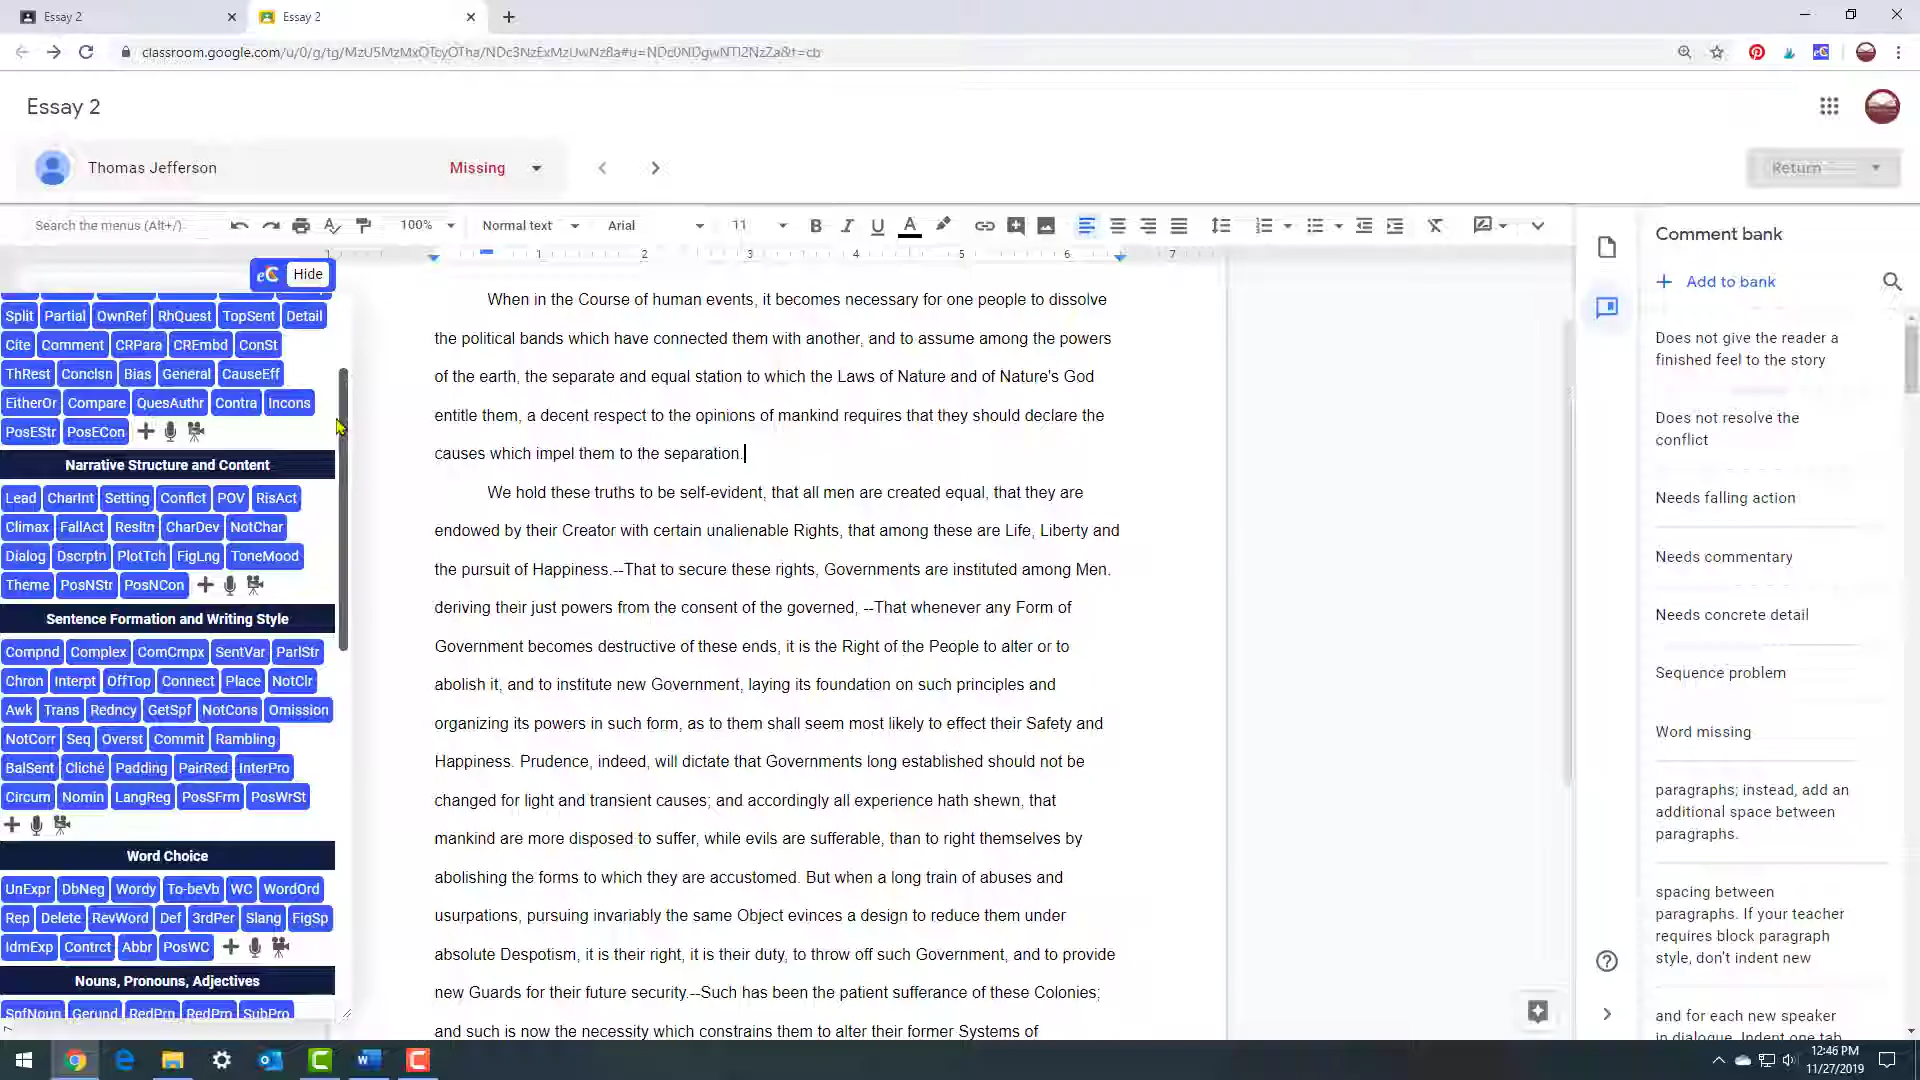 Essay 2
Essay 2
classroom.google.com/u/0/g/tg/MzU5MzMxOTcyOTha/NDc3NzExMzUwNzRa#u=NDc0NDgwNTI2NzZa&t=cb
Essay 2
Thomas Jefferson Missing
Return
Search the menus (Alt+/) 100% Normal text Arial 11
eC Hide
1 1 2 3 4 5 6 7
Split Partial OwnRef RhQuest TopSent Detail
Cite Comment CRPara CREmbd ConSt
ThRest Conclsn Bias General CauseEff
EitherOr Compare QuesAuthr Contra Incons
PosEStr PosECon
Narrative Structure and Content
Lead CharInt Setting Conflct POV RisAct
Climax FallAct Resltn CharDev NotChar
Dialog Dscrptn PlotTch FigLng ToneMood
Theme PosNStr PosNCon
Sentence Formation and Writing Style
Compnd Complex ComCmpx SentVar ParlStr
Chron Interpt OffTop Connect Place NotClr
Awk Trans Redncy GetSpf NotCons Omission
NotCorr Seq Overst Commit Rambling
BalSent Cliché Padding PairRed InterPro
Circum Nomin LangReg PosSFrm PosWrSt
Word Choice
UnExpr DbNeg Wordy To-beVb WC WordOrd
Rep Delete RevWord Def 3rdPer Slang FigSp
IdmExp Contrct Abbr PosWC
Nouns, Pronouns, Adjectives
SpfNoun Gerund RedPrn RedPrn SubPro
When in the Course of human events, it becomes necessary for one people to dissolve
the political bands which have connected them with another, and to assume among the powers
of the earth, the separate and equal station to which the Laws of Nature and of Nature's God
entitle them, a decent respect to the opinions of mankind requires that they should declare the
causes which impel them to the separation.
We hold these truths to be self-evident, that all men are created equal, that they are
endowed by their Creator with certain unalienable Rights, that among these are Life, Liberty and
the pursuit of Happiness.--That to secure these rights, Governments are instituted among Men.
deriving their just powers from the consent of the governed, --That whenever any Form of
Government becomes destructive of these ends, it is the Right of the People to alter or to
abolish it, and to institute new Government, laying its foundation on such principles and
organizing its powers in such form, as to them shall seem most likely to effect their Safety and
Happiness. Prudence, indeed, will dictate that Governments long established should not be
changed for light and transient causes; and accordingly all experience hath shewn, that
mankind are more disposed to suffer, while evils are sufferable, than to right themselves by
abolishing the forms to which they are accustomed. But when a long train of abuses and
usurpations, pursuing invariably the same Object evinces a design to reduce them under
absolute Despotism, it is their right, it is their duty, to throw off such Government, and to provide
new Guards for their future security.--Such has been the patient sufferance of these Colonies;
and such is now the necessity which constrains them to alter their former Systems of
Comment bank
Add to bank
Does not give the reader a
finished feel to the story
Does not resolve the
conflict
Needs falling action
Needs commentary
Needs concrete detail
Sequence problem
Word missing
paragraphs; instead, add an
additional space between
paragraphs.
spacing between
paragraphs. If your teacher
requires block paragraph
style, don't indent new
and for each new speaker
in dialogue. Indent one tab
12:46 PM
11/27/2019